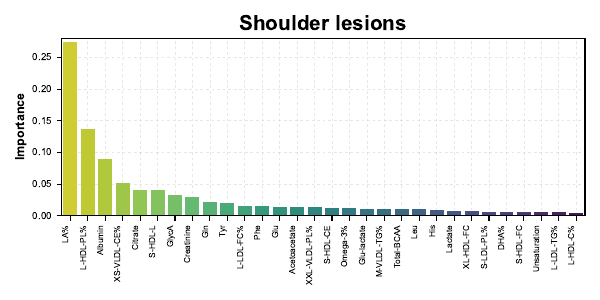 Shoulder lesions
Importance
0.25
0.20
0.15
0.10
0.05
0.00
LA%
L-HDL-PL%
Albumin
XS-VLDL-CE%
Citrate
S-HDL-L
GlycA
Creatinine
Gln
Tyr
L-LDL-FC%
Phe
Glu
Acetoacetate
XXL-VLDL-PL%
S-HDL-CE
Omega-3%
Glu-lactate
M-VLDL-TG%
Total-BCAA
Leu
His
Lactate
XL-HDL-FC
S-LDL-PL%
DHA%
S-HDL-FC
Unsaturation
L-LDL-TG%
L-HDL-C%